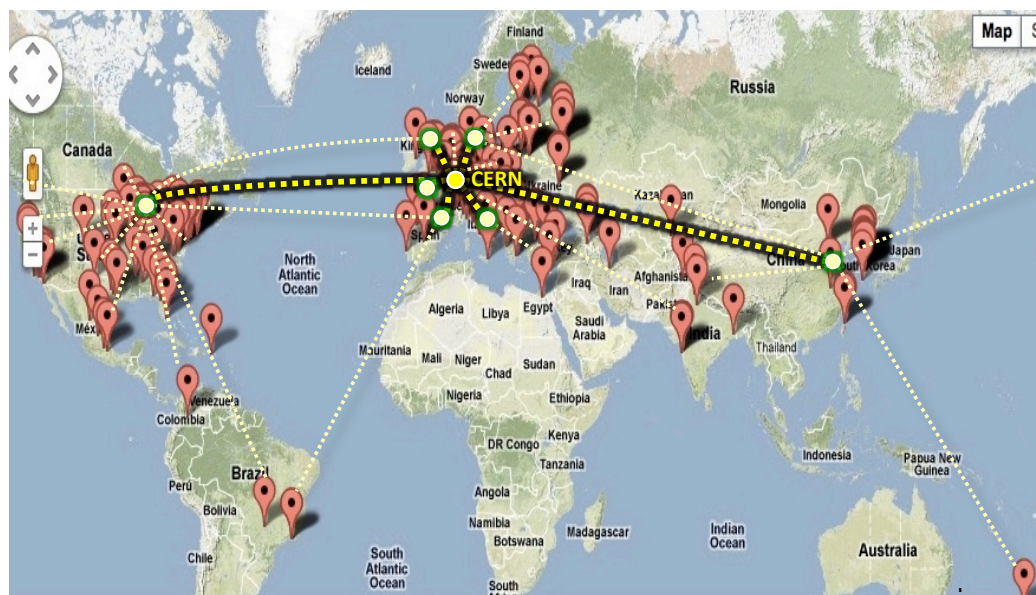 Finland
Map
Sweden
Iceland
Russia
Norway
Canada
CERN
Mongolia
Spain
North
Atlantic
Ocean
China
Japan
South Korea
Afghanistan
Iraq
Iran
Algeria
Libya
Egypt
Saudi
Arabia
India
Thailand
Mauritania
Mali
Niger
Sudan
Chad
Nigeria
Ethiopia
Venezuela
Colombia
Kenya
DR Congo
Tanzania
Indonesia
Papua New
Guinea
Brazil
Perú
Bolivia
Angola
Namibia
Botswana
Madagascar
Indian
Ocean
Australia
Chile
South
Atlantic
Ocean
South